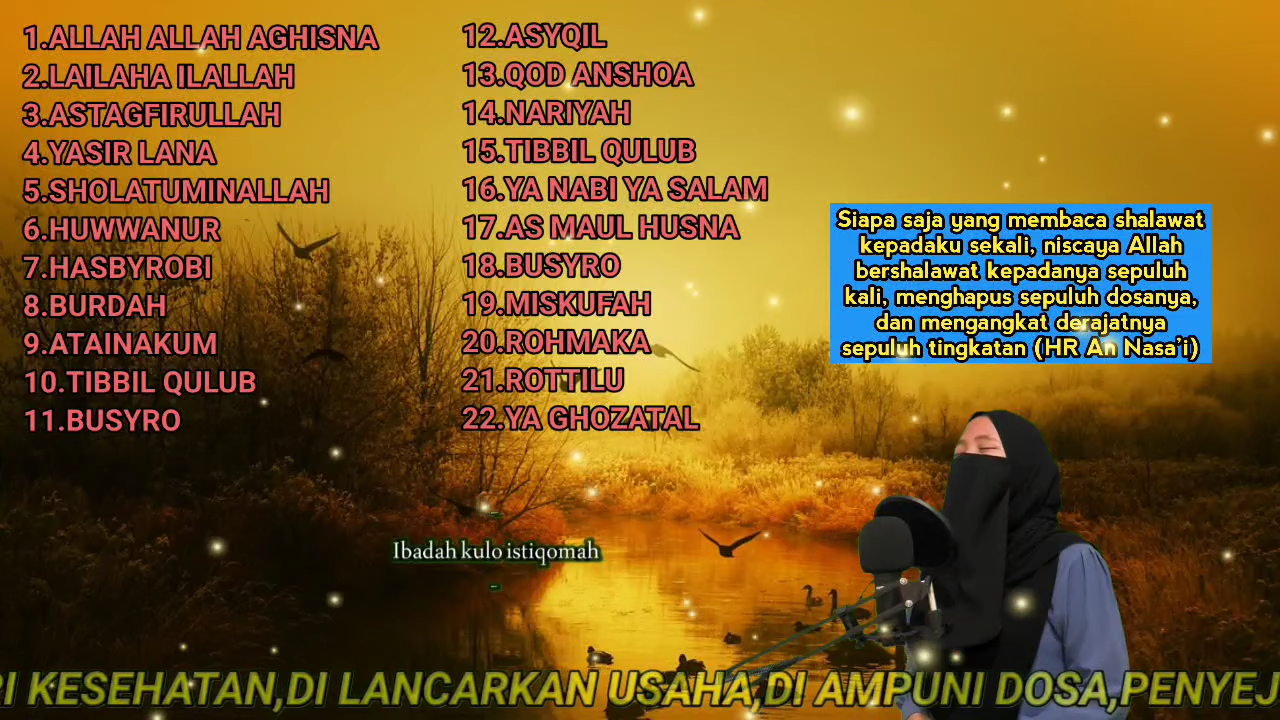 1.ALLAH ALLAH AGHISNA
2.LAILAHA ILALLAH
3.ASTAGFIRULLAH
4.YASIR LANA
5.SHOLATUMINALLAH
6.HUWWANUR
7.HASBYROBI
8.BURDAH
9.ATAINAKUM
10.TIBBIL QULUB
11.BUSYRO
12.ASYQIL
13.QOD ANSHOA
14.NARIYAH
15.TIBBIL QULUB
16.YA NABI YA SALAM
17.AS MAUL HUSNA
18.BUSYRO
19.MISKUFAH
20.ROHMAKA
21.ROTTILU
22.YA GHOZATAL
Siapa saja yang membaca shalawat
kepadaku sekali, niscaya Allah
bershalawat kepadanya sepuluh
kali, menghapus sepuluh dosanya,
dan mengangkat derajatnya
sepuluh tingkatan (HR An Nasa'i)
Ibadah kulo istiqomah
RI KESEHATAN,DI LANCARKAN USAHA,DI AMPUNI DOSA,PENYEJ